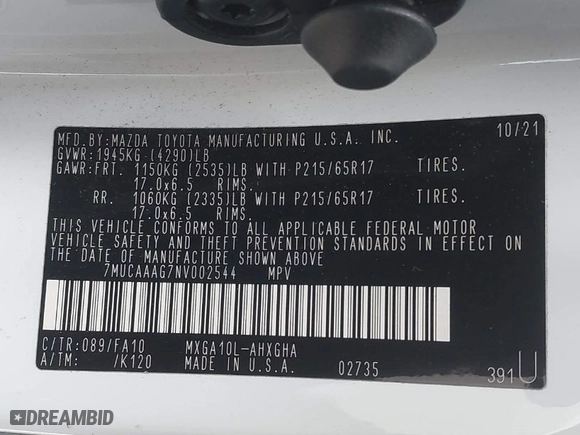 MFD.BY:MAZDA TOYOTA MANUFACTURING U.S.A. INC. 10/21
GVWR:1945KG (4290)LB
GAWR:FRT. 1150KG (2535)LB WITH P215/65R17 TIRES.
17.0x6.5 RIMS.
RR. 1060KG (2335)LB WITH P215/65R17 TIRES.
17.0x6.5 RIMS.
THIS VEHICLE CONFORMS TO ALL APPLICABLE FEDERAL MOTOR
VEHICLE SAFETY AND THEFT PREVENTION STANDARDS IN EFFECT ON
THE DATE OF MANUFACTURE SHOWN ABOVE
7MUCAAAG7NV002544 MPV
C/TR:089/FA10 MXGA10L-AHXGHA
A/TM: /K120 MADE IN U.S.A. 02735 391U
DREAMBID